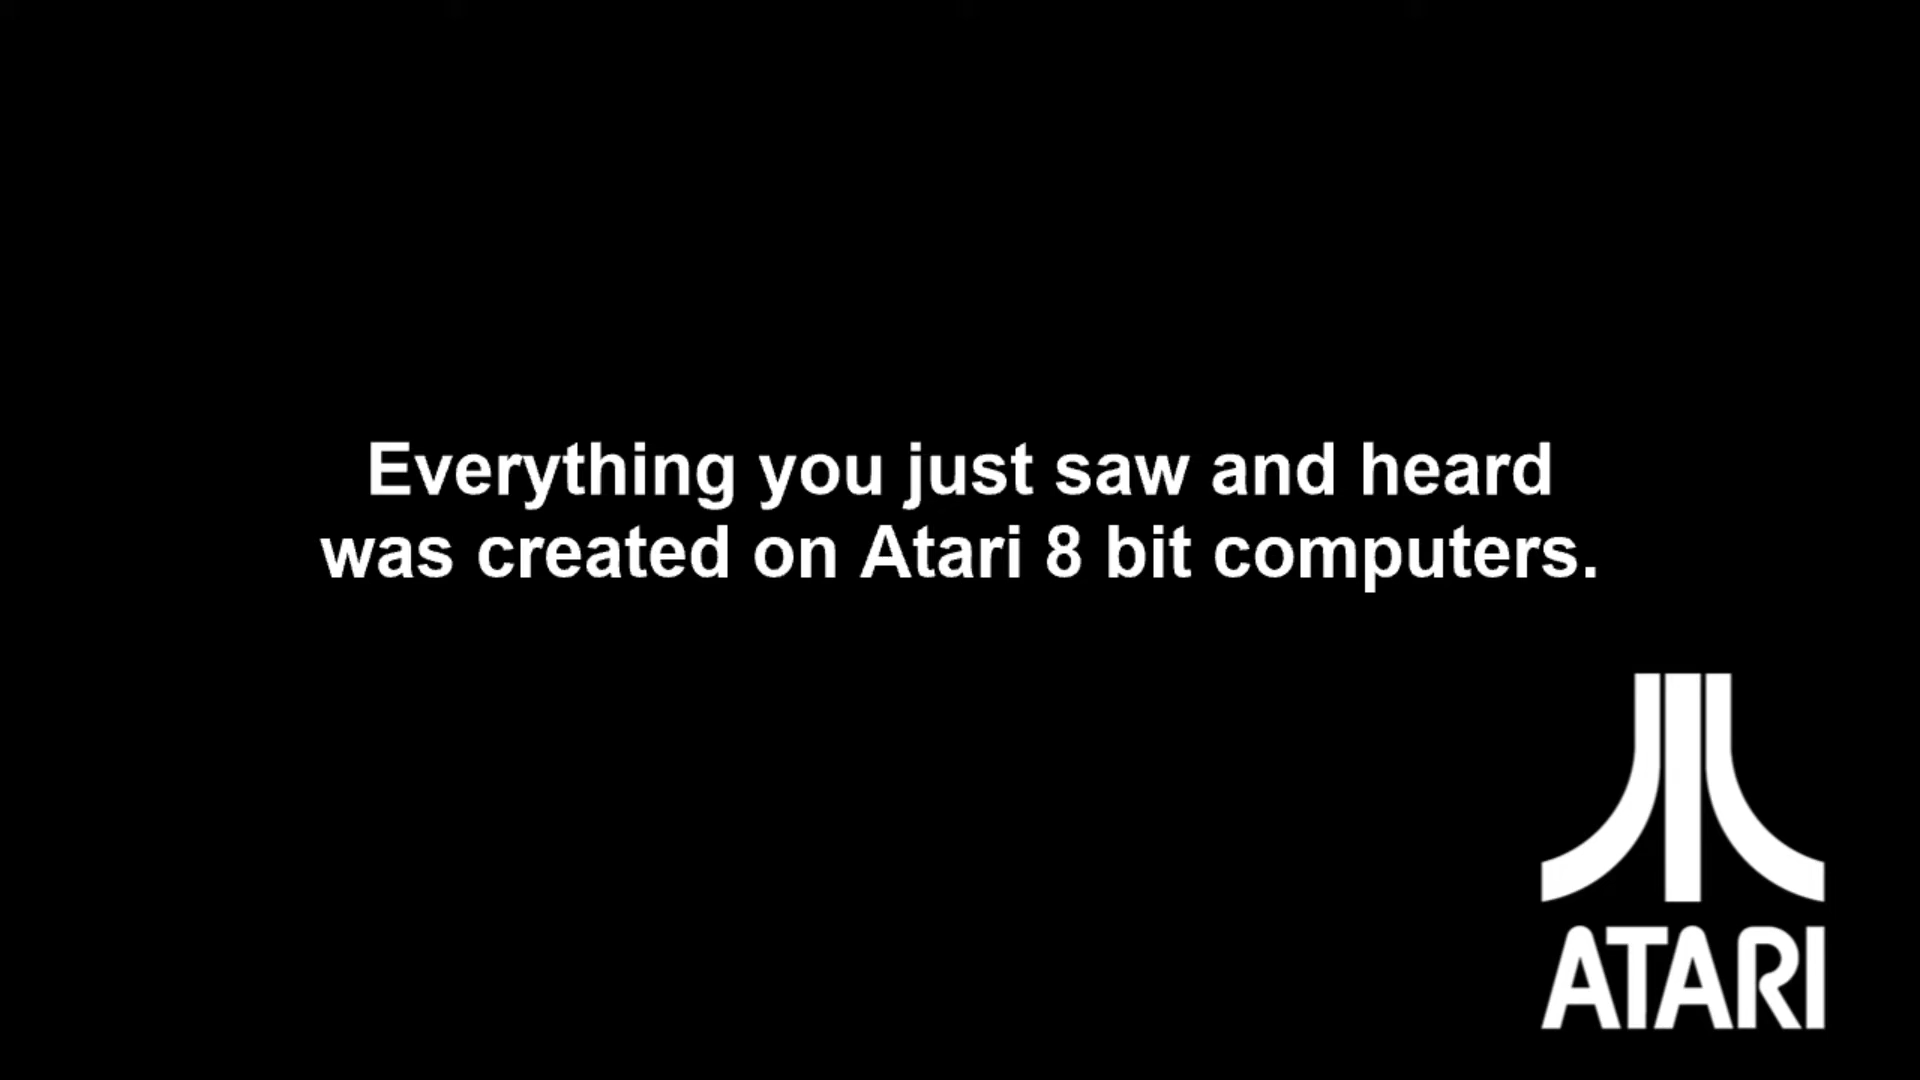 Everything you just saw and heard
was created on Atari 8 bit computers.
ATARI